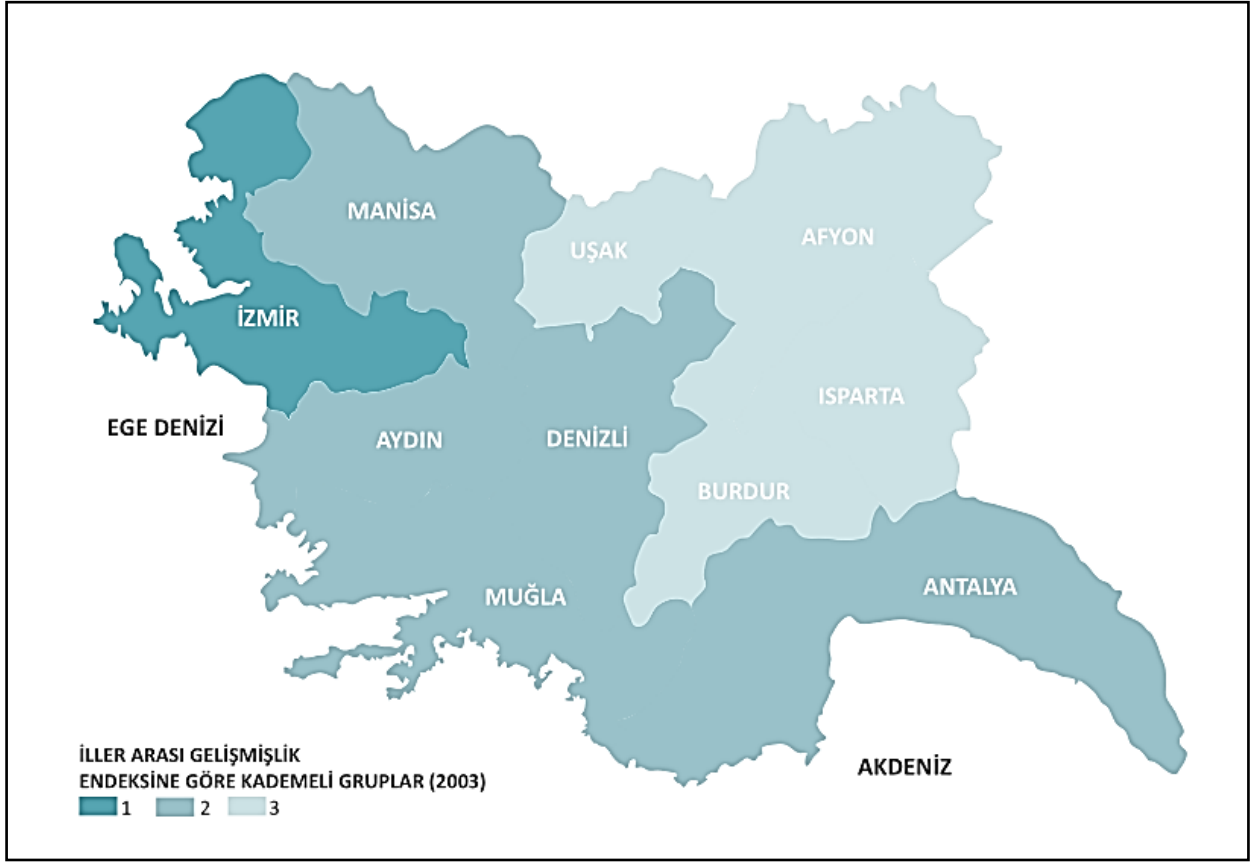 MANİSA
UŞAK
AFYON
İZMİR
ISPARTA
EGE DENİZİ
AYDIN
DENİZLİ
BURDUR
ANTALYA
MUĞLA
AKDENİZ
İLLER ARASI GELİŞMİŞLİK
ENDEKSİNE GÖRE KADEMELİ GRUPLAR (2003)
1 2 3